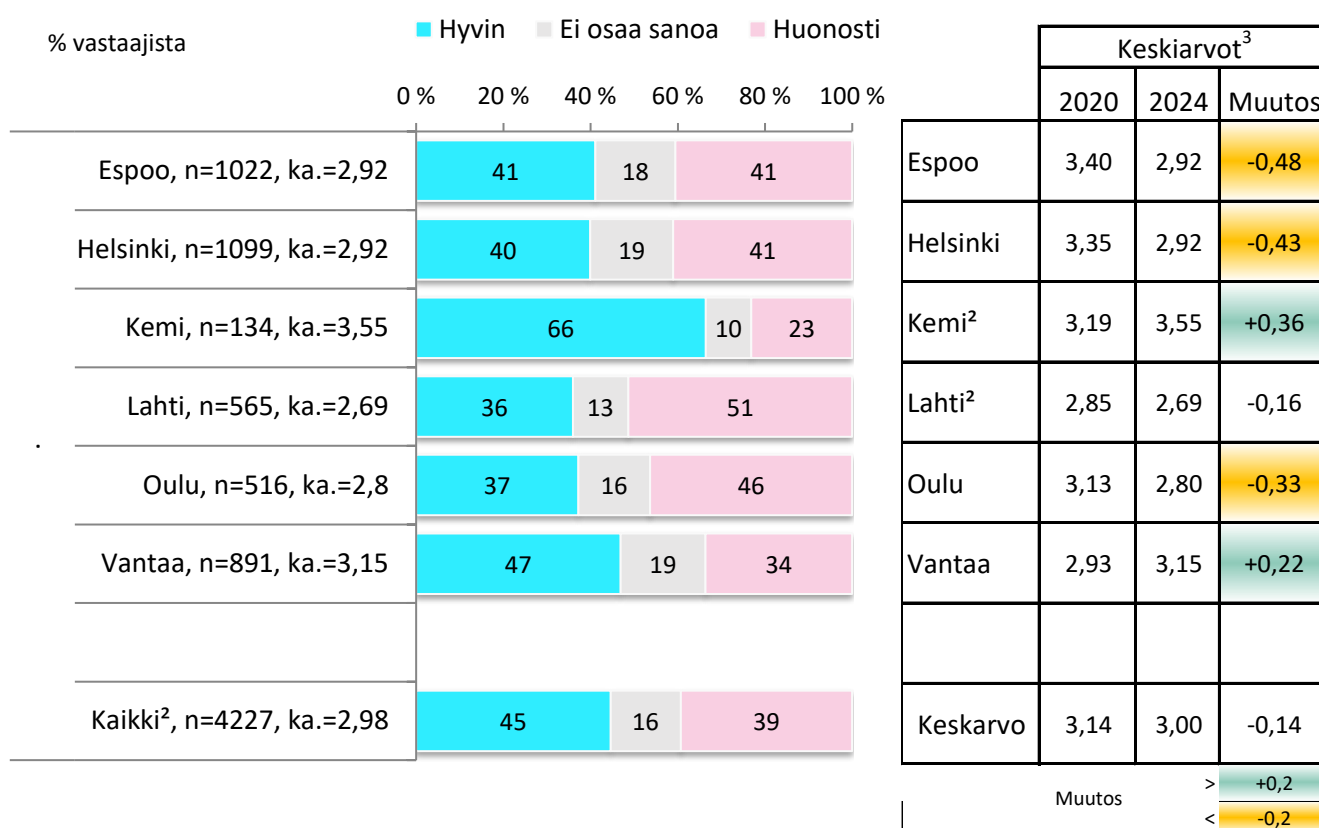 % vastaajista
Hyvin Ei osaa sanoa Huonosti
0 % 20 % 40 % 60 % 80 % 100 %
Espoo, n=1022, ka.=2,92 41 18 41
Helsinki, n=1099, ka.=2,92 40 19 41
Kemi, n=134, ka.=3,55 66 10 23
Lahti, n=565, ka.=2,69 36 13 51
.
Oulu, n=516, ka.=2,8 37 16 46
Vantaa, n=891, ka.=3,15 47 19 34
Kaikki², n=4227, ka.=2,98 45 16 39
Keskiarvot³
2020 2024 Muutos
Espoo 3,40 2,92 -0,48
Helsinki 3,35 2,92 -0,43
Kemi² 3,19 3,55 +0,36
Lahti² 2,85 2,69 -0,16
Oulu 3,13 2,80 -0,33
Vantaa 2,93 3,15 +0,22
Keskarvo 3,14 3,00 -0,14
Muutos
> +0,2
< -0,2